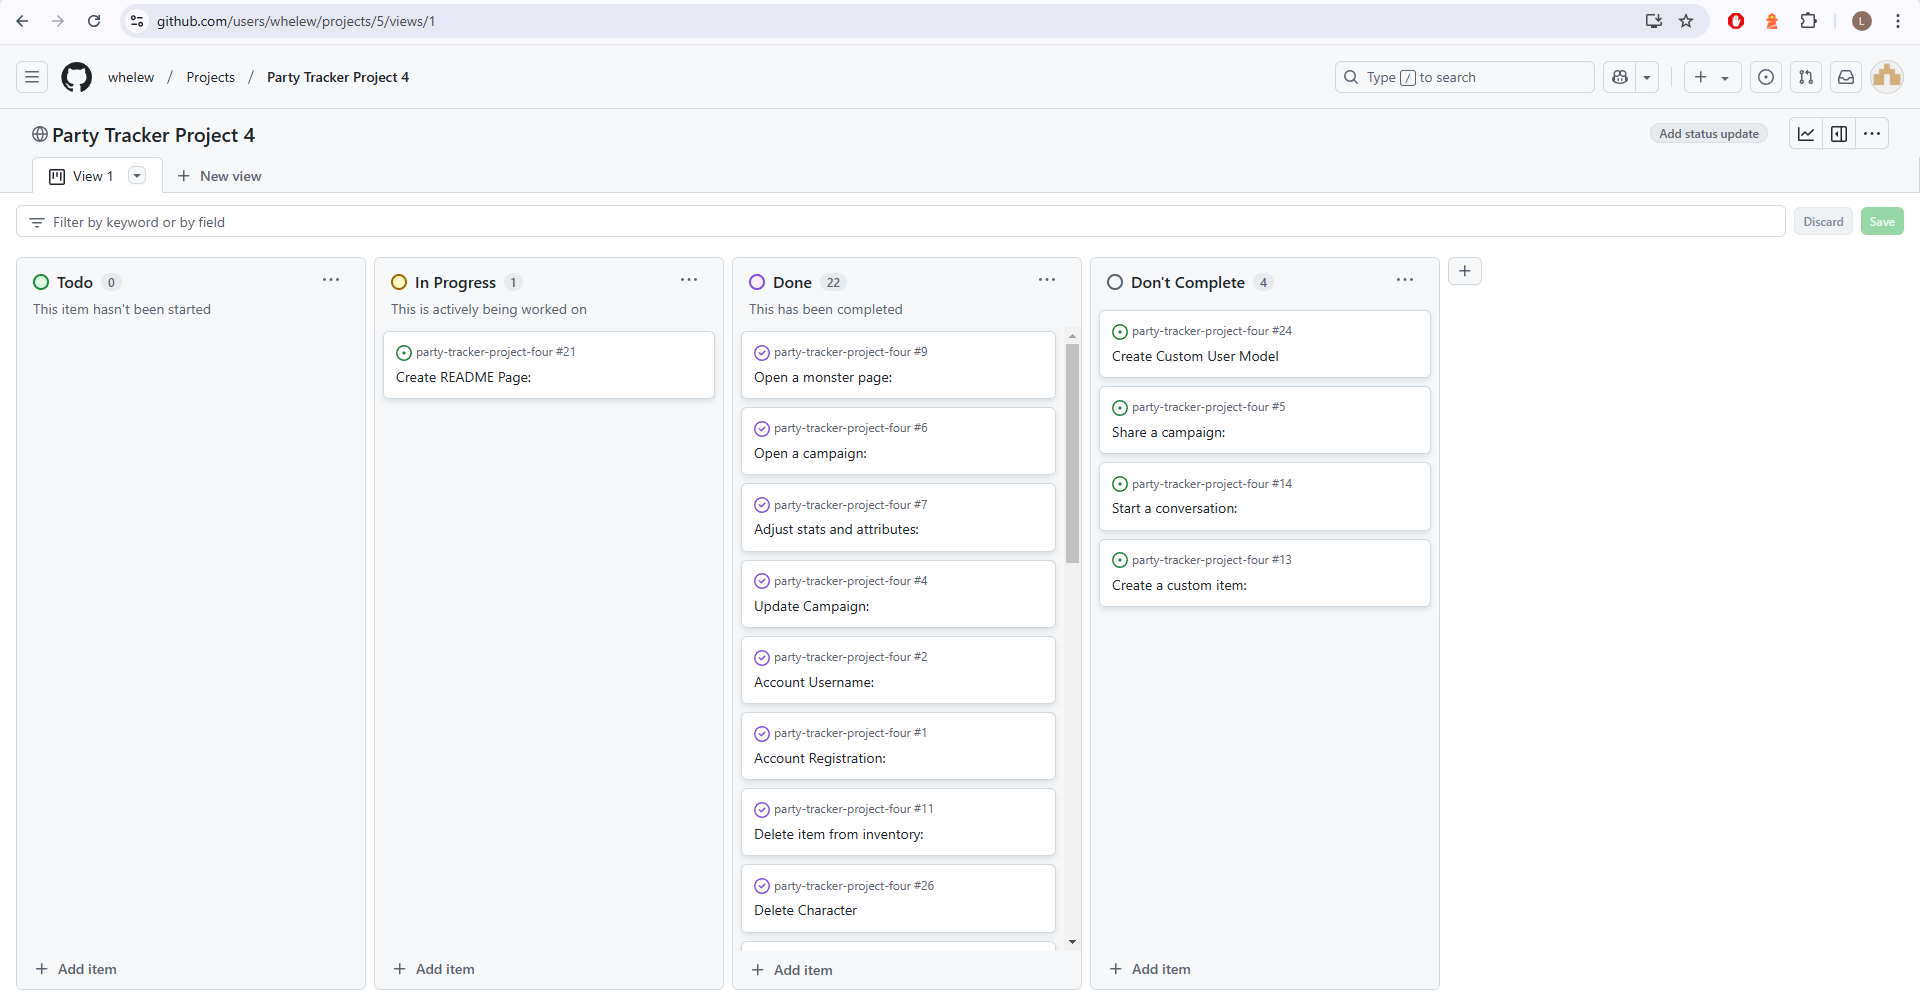 github.com/users/whelew/projects/5/views/1
L
whelew / Projects / Party Tracker Project 4
Type / to search
Party Tracker Project 4
Add status update
View 1
New view
Filter by keyword or by field
Discard
Save
Todo 0
This item hasn't been started
Add item
In Progress 1
This is actively being worked on
party-tracker-project-four #21
Create README Page:
Add item
Done 22
This has been completed
party-tracker-project-four #9
Open a monster page:
party-tracker-project-four #6
Open a campaign:
party-tracker-project-four #7
Adjust stats and attributes:
party-tracker-project-four #4
Update Campaign:
party-tracker-project-four #2
Account Username:
party-tracker-project-four #1
Account Registration:
party-tracker-project-four #11
Delete item from inventory:
party-tracker-project-four #26
Delete Character
Add item
Don't Complete 4
party-tracker-project-four #24
Create Custom User Model
party-tracker-project-four #5
Share a campaign:
party-tracker-project-four #14
Start a conversation:
party-tracker-project-four #13
Create a custom item:
Add item